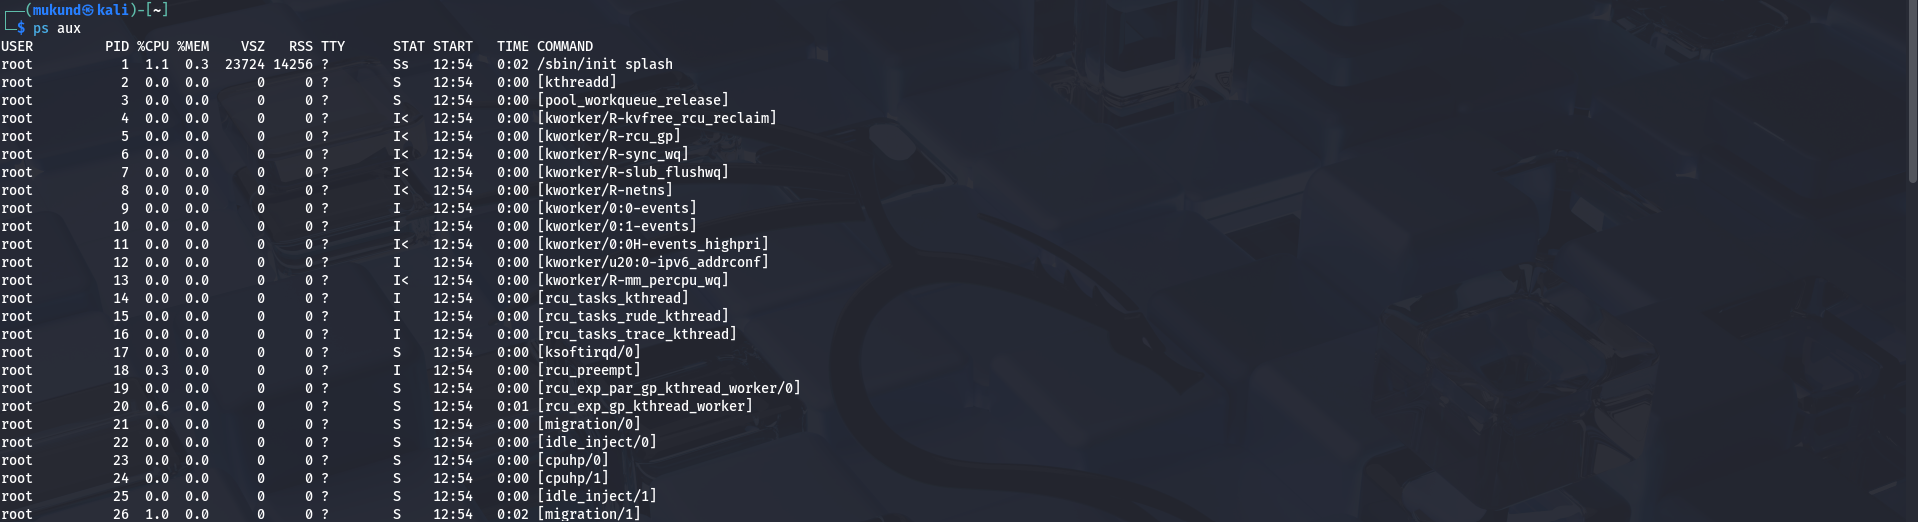 ┌──(mukund㉿kali)-[~]
└─$ ps aux
USER         PID %CPU %MEM    VSZ   RSS TTY      STAT START   TIME COMMAND
root           1  1.1  0.3  23724 14256 ?        Ss   12:54   0:02 /sbin/init splash
root           2  0.0  0.0      0     0 ?        S    12:54   0:00 [kthreadd]
root           3  0.0  0.0      0     0 ?        S    12:54   0:00 [pool_workqueue_release]
root           4  0.0  0.0      0     0 ?        I<   12:54   0:00 [kworker/R-kvfree_rcu_reclaim]
root           5  0.0  0.0      0     0 ?        I<   12:54   0:00 [kworker/R-rcu_gp]
root           6  0.0  0.0      0     0 ?        I<   12:54   0:00 [kworker/R-sync_wq]
root           7  0.0  0.0      0     0 ?        I<   12:54   0:00 [kworker/R-slub_flushwq]
root           8  0.0  0.0      0     0 ?        I<   12:54   0:00 [kworker/R-netns]
root           9  0.0  0.0      0     0 ?        I    12:54   0:00 [kworker/0:0-events]
root          10  0.0  0.0      0     0 ?        I    12:54   0:00 [kworker/0:1-events]
root          11  0.0  0.0      0     0 ?        I<   12:54   0:00 [kworker/0:0H-events_highpri]
root          12  0.0  0.0      0     0 ?        I    12:54   0:00 [kworker/u20:0-ipv6_addrconf]
root          13  0.0  0.0      0     0 ?        I<   12:54   0:00 [kworker/R-mm_percpu_wq]
root          14  0.0  0.0      0     0 ?        I    12:54   0:00 [rcu_tasks_kthread]
root          15  0.0  0.0      0     0 ?        I    12:54   0:00 [rcu_tasks_rude_kthread]
root          16  0.0  0.0      0     0 ?        I    12:54   0:00 [rcu_tasks_trace_kthread]
root          17  0.0  0.0      0     0 ?        S    12:54   0:00 [ksoftirqd/0]
root          18  0.3  0.0      0     0 ?        I    12:54   0:00 [rcu_preempt]
root          19  0.0  0.0      0     0 ?        S    12:54   0:00 [rcu_exp_par_gp_kthread_worker/0]
root          20  0.6  0.0      0     0 ?        S    12:54   0:01 [rcu_exp_gp_kthread_worker]
root          21  0.0  0.0      0     0 ?        S    12:54   0:00 [migration/0]
root          22  0.0  0.0      0     0 ?        S    12:54   0:00 [idle_inject/0]
root          23  0.0  0.0      0     0 ?        S    12:54   0:00 [cpuhp/0]
root          24  0.0  0.0      0     0 ?        S    12:54   0:00 [cpuhp/1]
root          25  0.0  0.0      0     0 ?        S    12:54   0:00 [idle_inject/1]
root          26  1.0  0.0      0     0 ?        S    12:54   0:02 [migration/1]